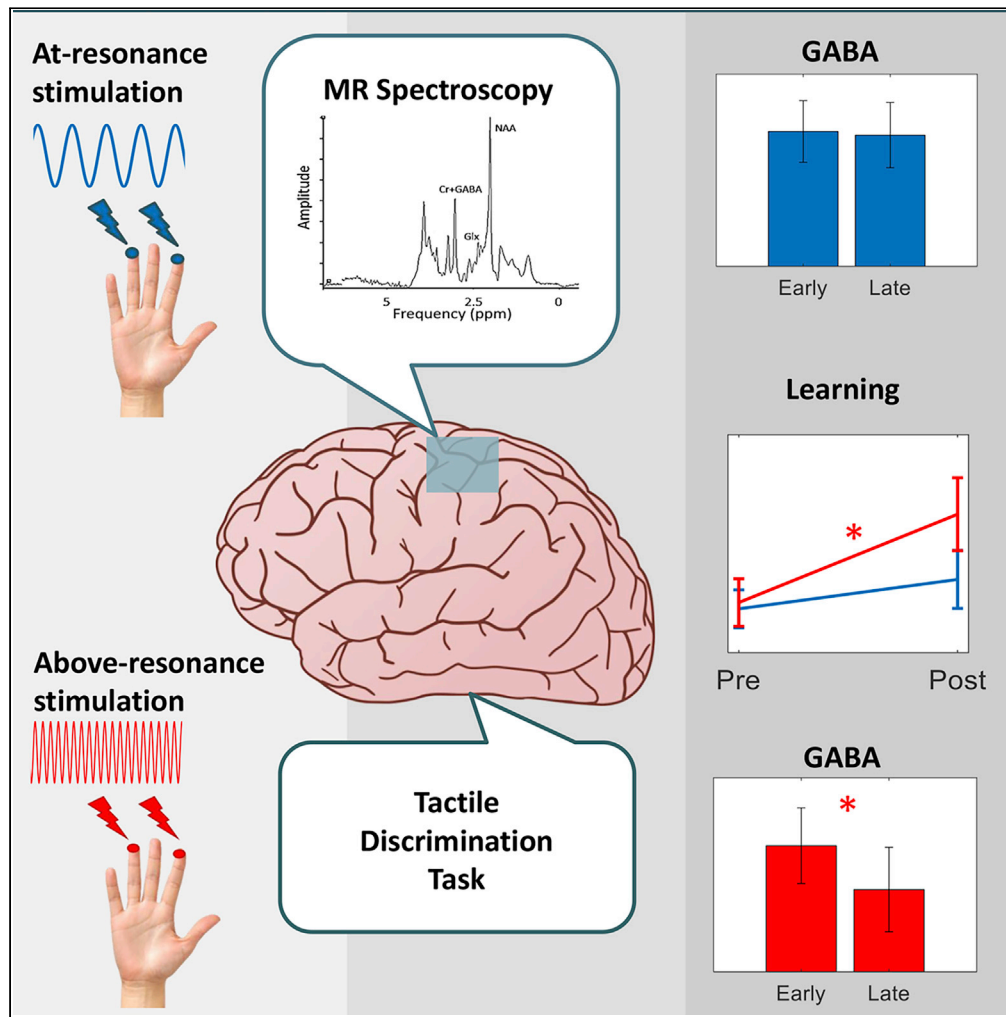 At-resonance
stimulation
MR Spectroscopy
Amplitude
NAA
Cr+GABA
Glx
5
2.5
0
Frequency (ppm)
Above-resonance
stimulation
Tactile
Discrimination
Task
GABA
Early
Late
Learning
*
Pre
Post
GABA
*
Early
Late